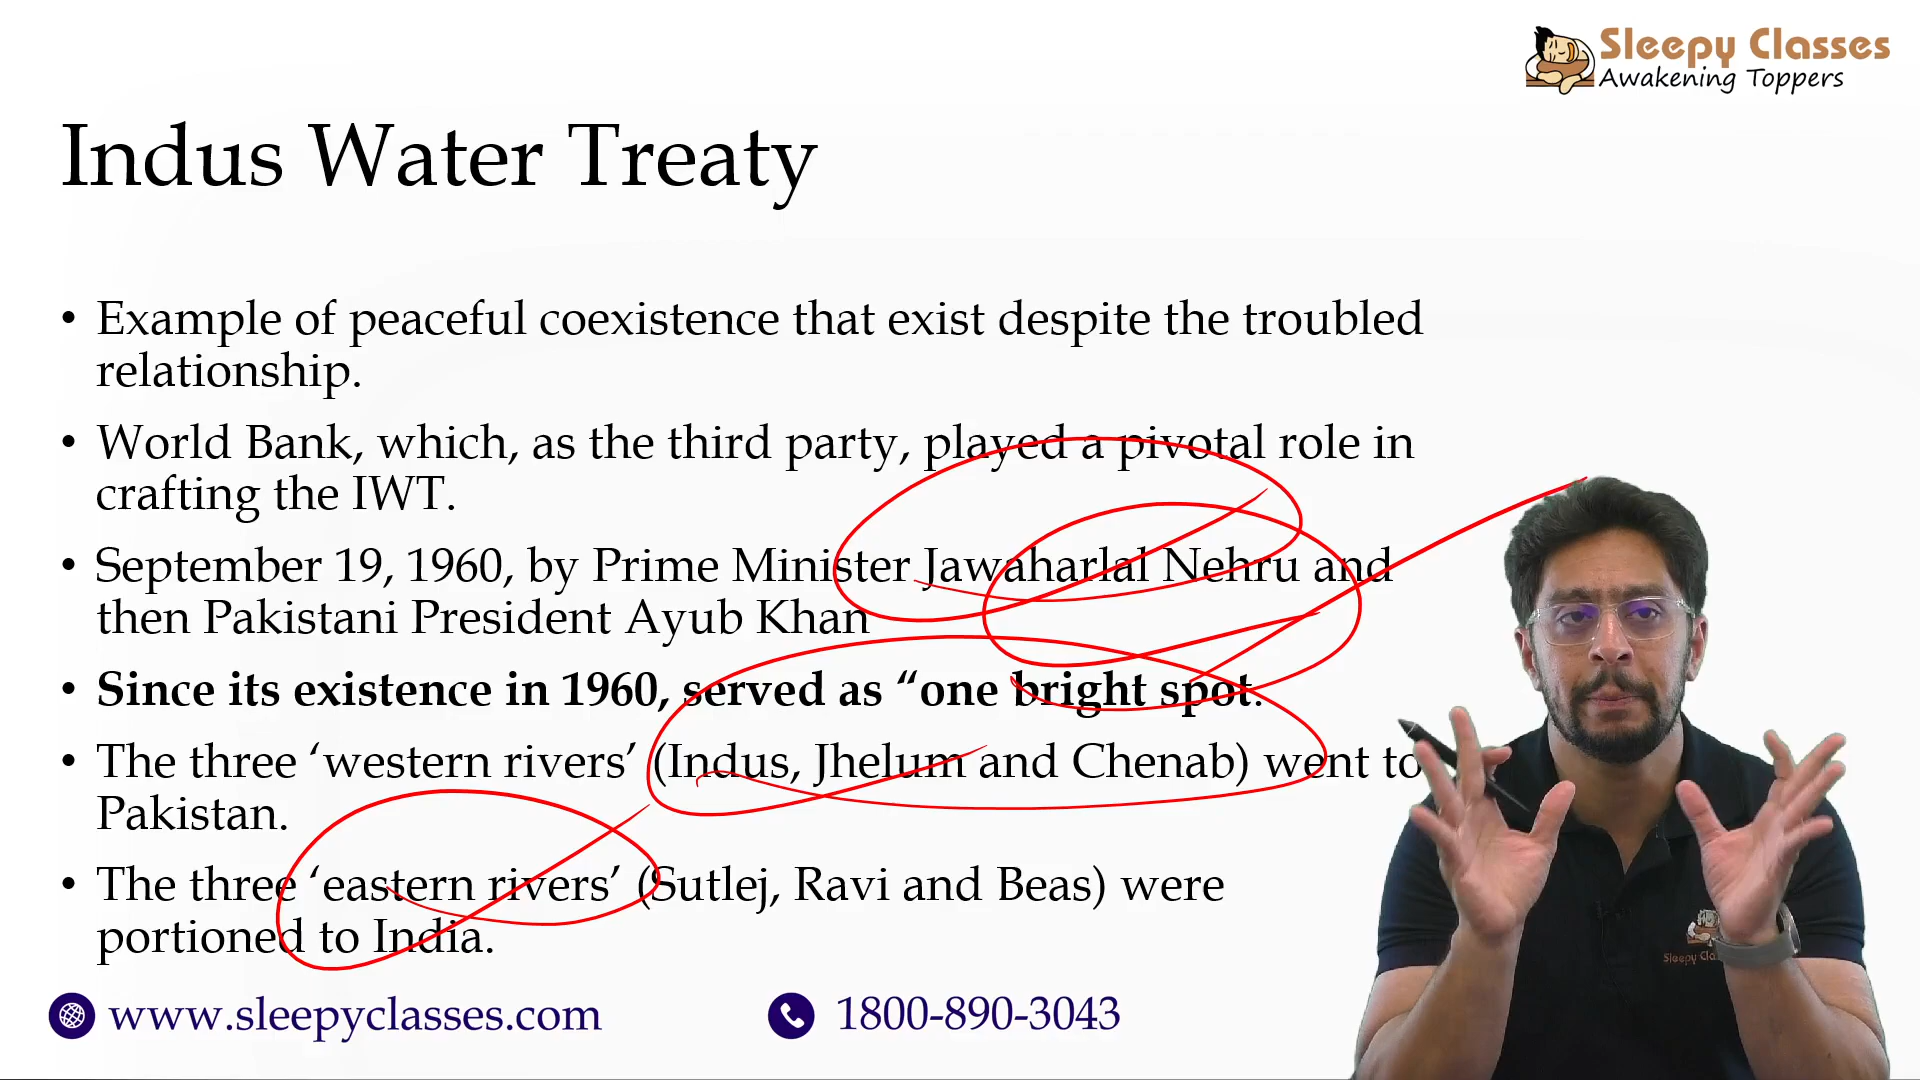 Sleepy Classes
Awakening Toppers
Indus Water Treaty
• Example of peaceful coexistence that exist despite the troubled
relationship.
• World Bank, which, as the third party, played a pivotal role in
crafting the IWT.
• September 19, 1960, by Prime Minister Jawaharlal Nehru and
then Pakistani President Ayub Khan
• Since its existence in 1960, served as “one bright spot.
• The three ‘western rivers’ (Indus, Jhelum and Chenab) went to
Pakistan.
• The three ‘eastern rivers’ (Sutlej, Ravi and Beas) were
portioned to India.
Sleepy Cla
www.sleepyclasses.com
1800-890-3043